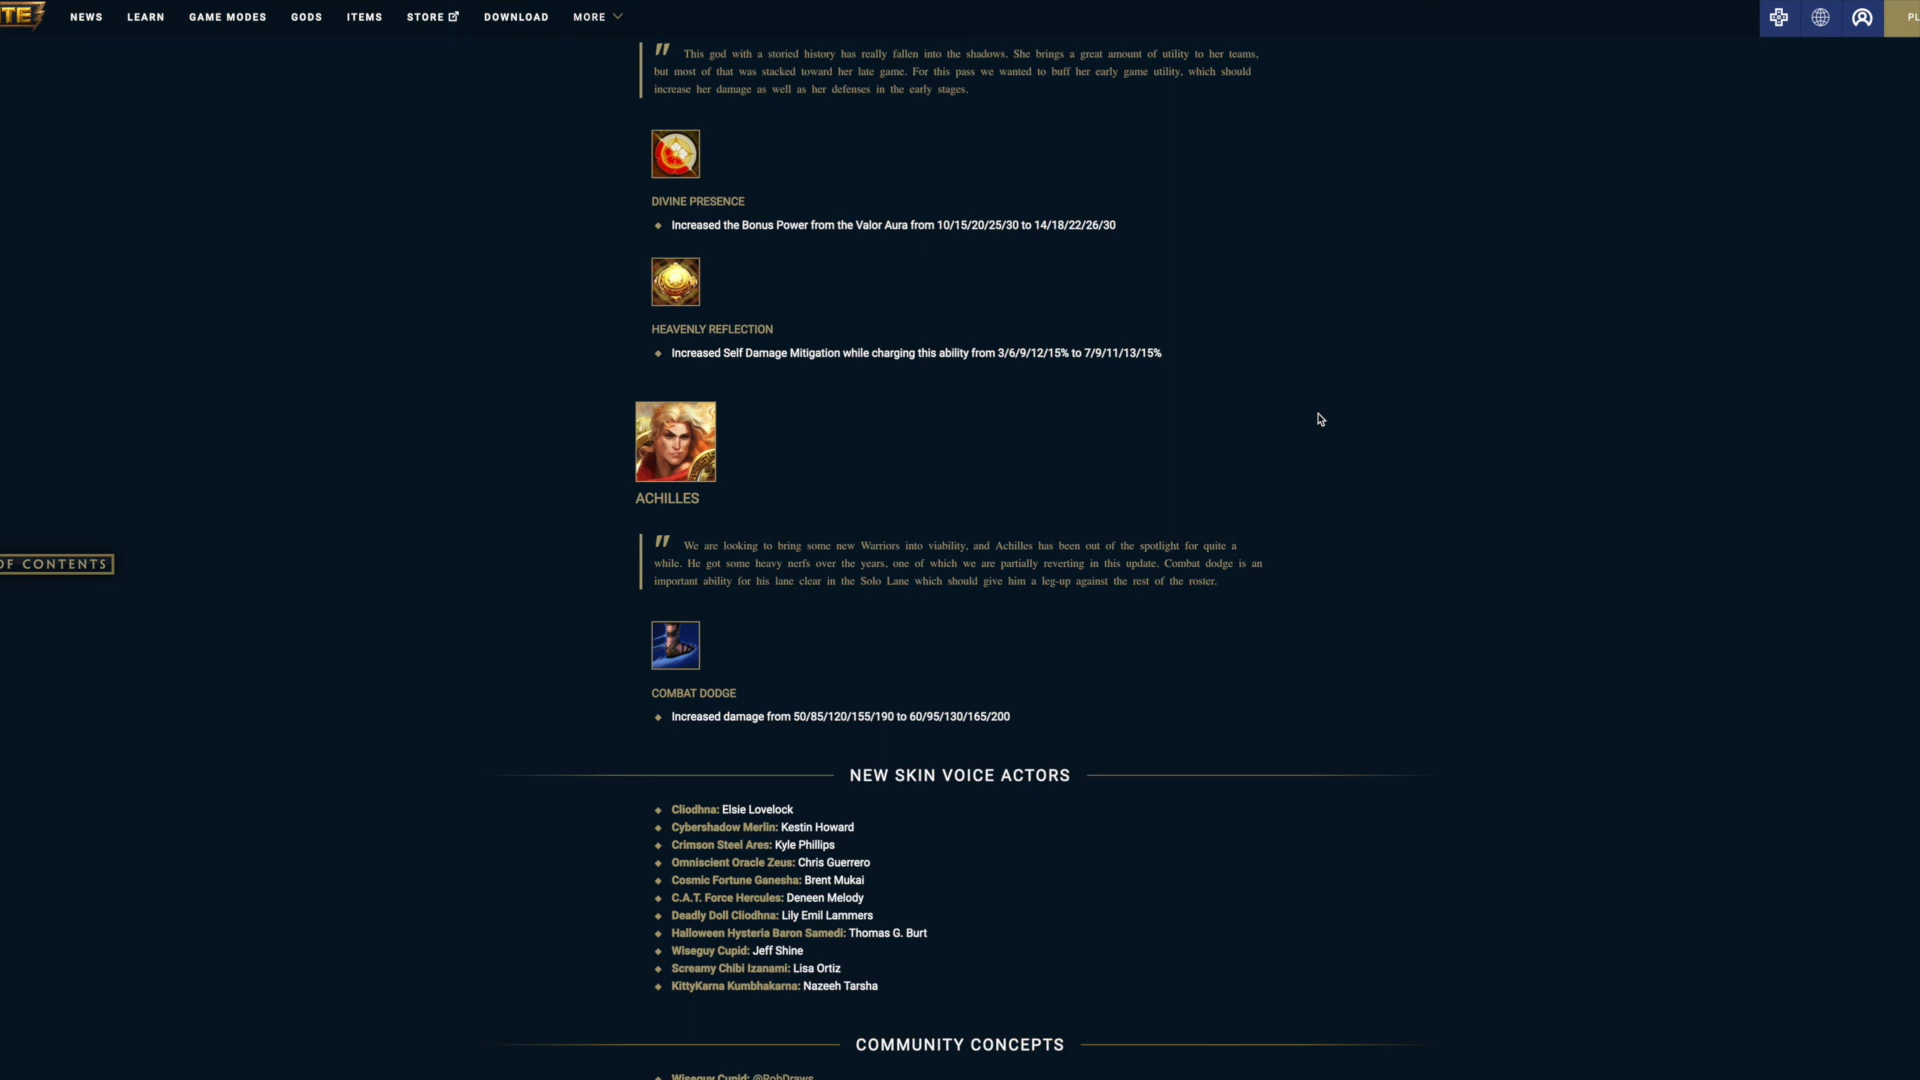 ITE
NEWS LEARN GAME MODES GODS ITEMS STORE DOWNLOAD MORE
PL
" This god with a storied history has really fallen into the shadows. She brings a great amount of utility to her teams,
but most of that was stacked toward her late game. For this pass we wanted to buff her early game utility, which should
increase her damage as well as her defenses in the early stages.
DIVINE PRESENCE
Increased the Bonus Power from the Valor Aura from 10/15/20/25/30 to 14/18/22/26/30
HEAVENLY REFLECTION
Increased Self Damage Mitigation while charging this ability from 3/6/9/12/15% to 7/9/11/13/15%
ACHILLES
" We are looking to bring some new Warriors into viability, and Achilles has been out of the spotlight for quite a
while. He got some heavy nerfs over the years, one of which we are partially reverting in this update. Combat dodge is an
important ability for his lane clear in the Solo Lane which should give him a leg-up against the rest of the roster.
OF CONTENTS
COMBAT DODGE
Increased damage from 50/85/120/155/190 to 60/95/130/165/200
NEW SKIN VOICE ACTORS
Cliodhna: Elsie Lovelock
Cybershadow Merlin: Kestin Howard
Crimson Steel Ares: Kyle Phillips
Omniscient Oracle Zeus: Chris Guerrero
Cosmic Fortune Ganesha: Brent Mukai
C.A.T. Force Hercules: Deneen Melody
Deadly Doll Cliodhna: Lily Emil Lammers
Halloween Hysteria Baron Samedi: Thomas G. Burt
Wiseguy Cupid: Jeff Shine
Screamy Chibi Izanami: Lisa Ortiz
KittyKarna Kumbhakarna: Nazeeh Tarsha
COMMUNITY CONCEPTS
Wiseguy Cupid: @RobDraws